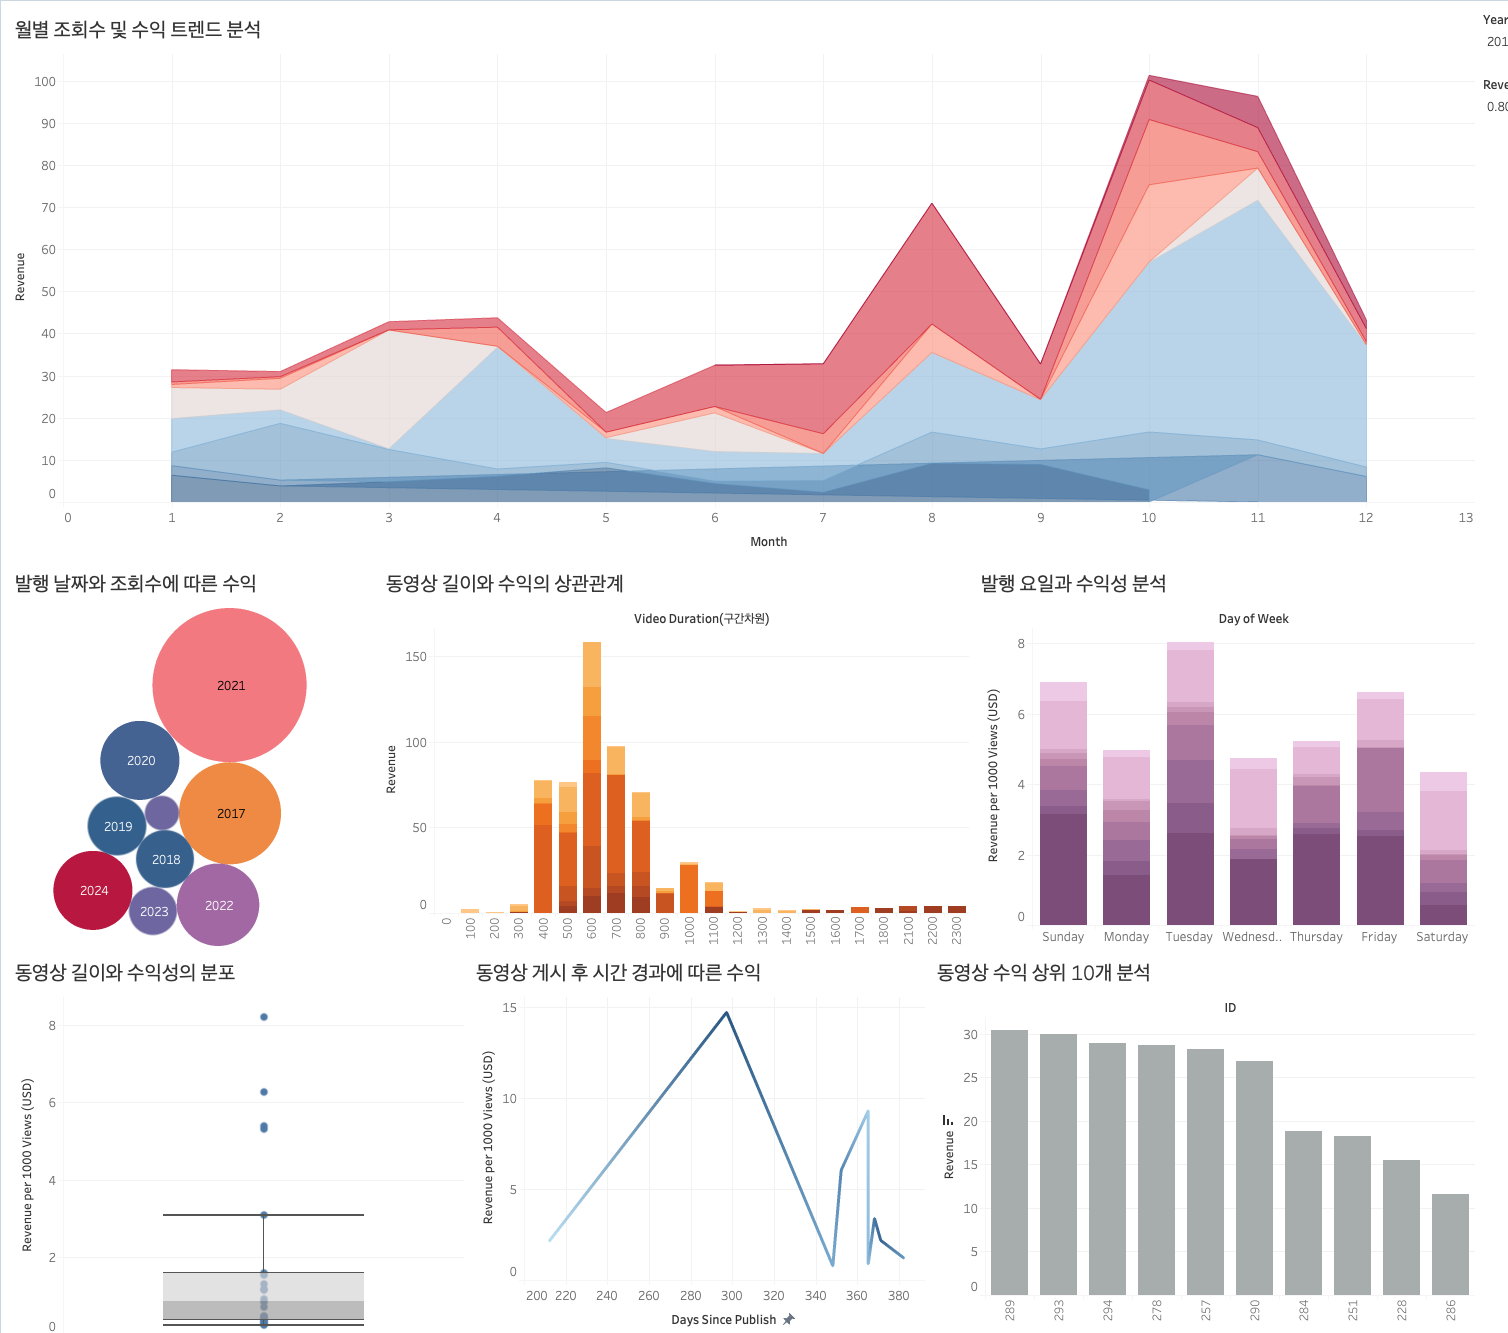 월별 조회수 및 수익 트렌드 분석
Year
201
Reve
0.80
Revenue
100
90
80
70
60
50
40
30
20
10
0
0 1 2 3 4 5 6 7 8 9 10 11 12 13
Month
발행 날짜와 조회수에 따른 수익
2021
2020
2017
2019
2018
2024
2023
2022
동영상 길이와 수익의 상관관계
Video Duration(구간차원)
Revenue
150
100
50
0
0 100 200 300 400 500 600 700 800 900 1000 1100 1200 1300 1400 1500 1600 1700 1800 2100 2200 2300
발행 요일과 수익성 분석
Day of Week
Revenue per 1000 Views (USD)
8
6
4
2
0
Sunday Monday Tuesday Wednesd.. Thursday Friday Saturday
동영상 길이와 수익성의 분포
Revenue per 1000 Views (USD)
8
6
4
2
0
동영상 게시 후 시간 경과에 따른 수익
Revenue per 1000 Views (USD)
15
10
5
0
200 220 240 260 280 300 320 340 360 380
Days Since Publish
동영상 수익 상위 10개 분석
ID
Revenue
30
25
20
15
10
5
0
289 293 294 278 257 290 284 251 228 286